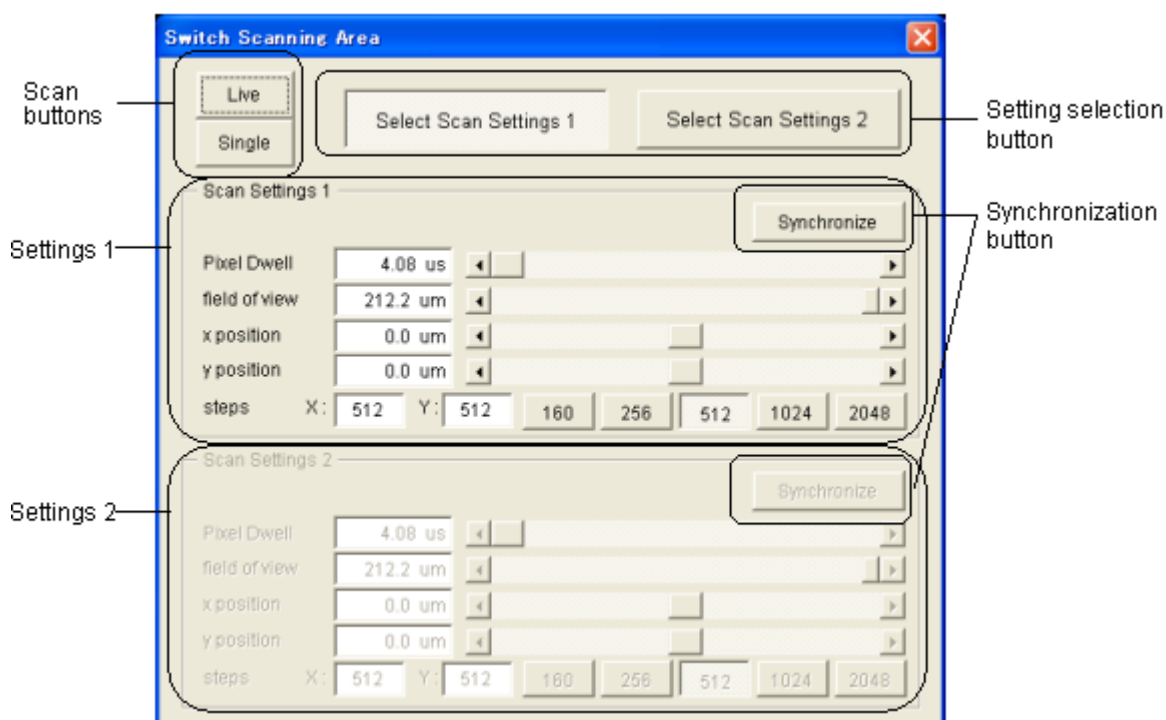 Switch Scanning Area
Scan buttons
Live
Single
Select Scan Settings 1
Select Scan Settings 2
Setting selection button
Settings 1
Scan Settings 1
Synchronize
Synchronization button
Pixel Dwell 4.08 us
field of view 212.2 um
x position 0.0 um
y position 0.0 um
steps X: 512 Y: 512 160 256 512 1024 2048
Settings 2
Scan Settings 2
Synchronize
Pixel Dwell 4.08 us
field of view 212.2 um
x position 0.0 um
y position 0.0 um
steps X: 512 Y: 512 160 256 512 1024 2048